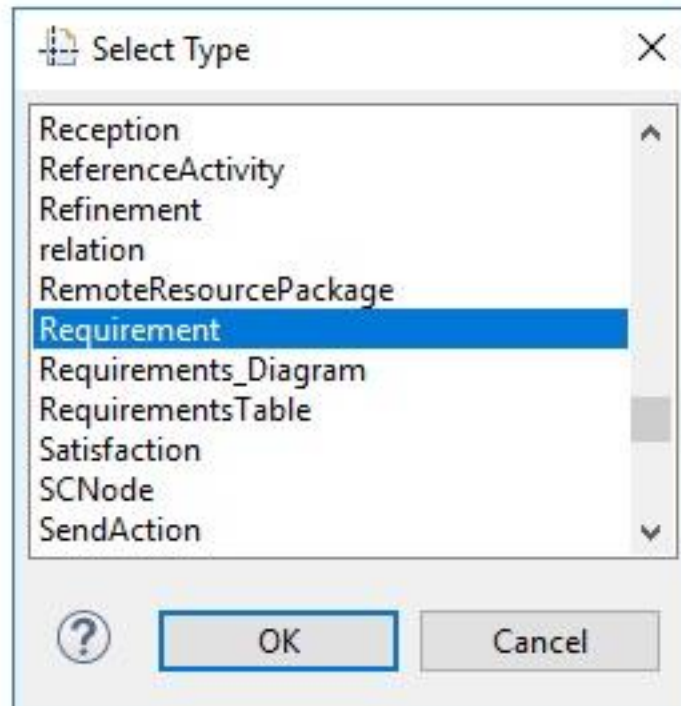 Select Type
Reception
ReferenceActivity
Refinement
relation
RemoteResourcePackage
Requirement
Requirements_Diagram
RequirementsTable
Satisfaction
SCNode
SendAction
?
OK
Cancel